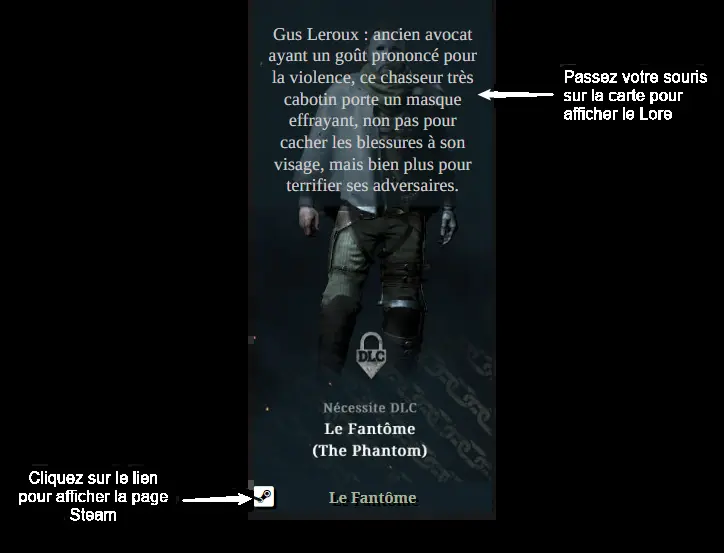 Gus Leroux : ancien avocat
ayant un goût prononcé pour
la violence, ce chasseur très
cabotin porte un masque
effrayant, non pas pour
cacher les blessures à son
visage, mais bien plus pour
terrifier ses adversaires.
Passez votre souris
sur la carte pour
afficher le Lore
DLC
Nécessite DLC
Le Fantôme
(The Phantom)
Cliquez sur le lien
pour afficher la page
Steam
Le Fantôme